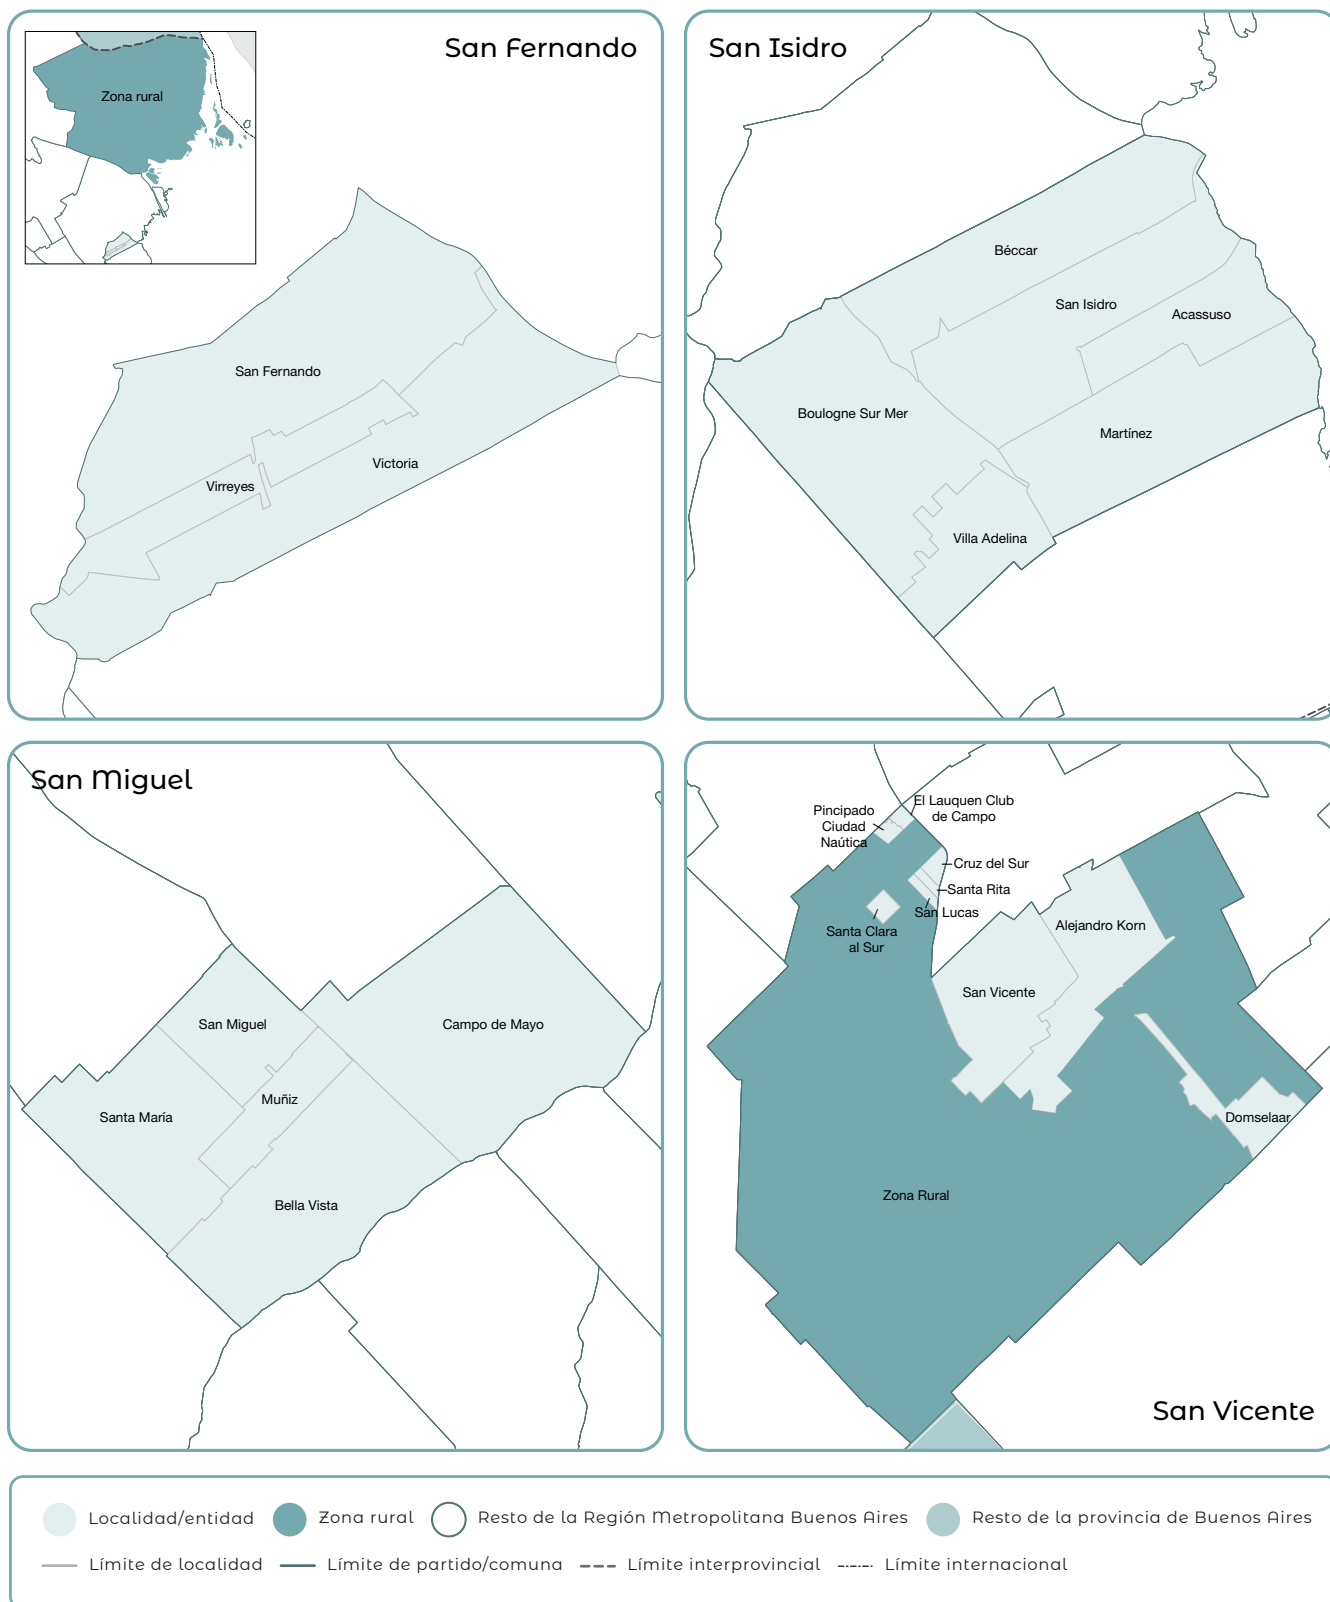 San Fernando
Zona rural
San Fernando
Victoria
Virreyes
San Isidro
Béccar
San Isidro
Acassuso
Boulogne Sur Mer
Martínez
Villa Adelina
San Miguel
San Miguel
Campo de Mayo
Muñiz
Santa María
Bella Vista
El Lauquen Club
de Campo
Pincipado
Ciudad
Naútica
Cruz del Sur
Santa Rita
San Lucas
Santa Clara
al Sur
Alejandro Korn
San Vicente
Domselaar
Zona Rural
San Vicente
Localidad/entidad
Zona rural
Resto de la Región Metropolitana Buenos Aires
Resto de la provincia de Buenos Aires
Límite de localidad
Límite de partido/comuna
Límite interprovincial
Límite internacional